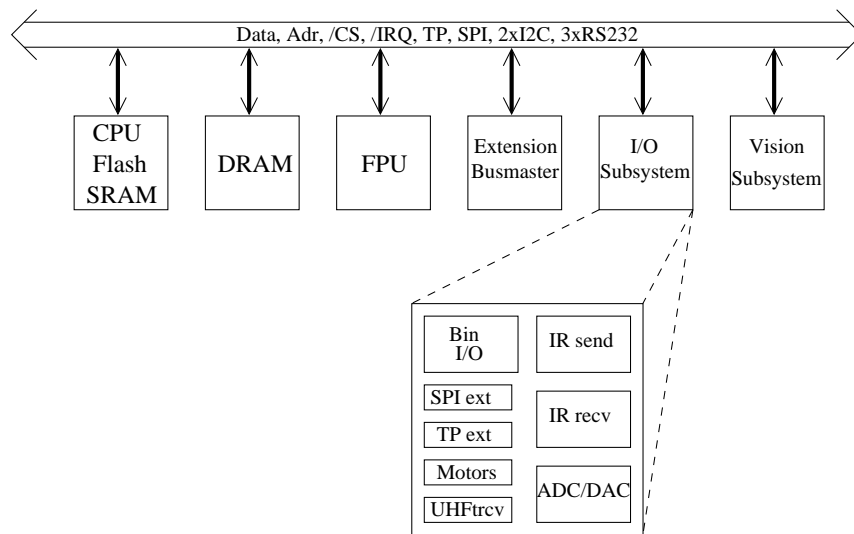 Data, Adr, /CS, /IRQ, TP, SPI, 2xI2C, 3xRS232
CPU
Flash
SRAM
DRAM
FPU
Extension
Busmaster
I/O
Subsystem
Vision
Subsystem
Bin
I/O
SPI ext
TP ext
Motors
UHFtrcv
IR send
IR recv
ADC/DAC